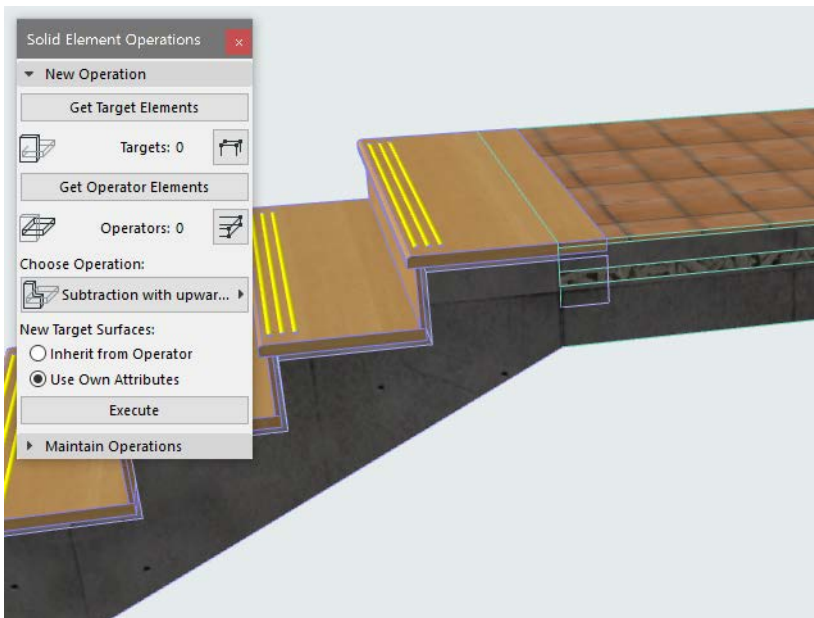 Solid Element Operations
New Operation
Get Target Elements
Targets: 0
Get Operator Elements
Operators: 0
Choose Operation:
Subtraction with upwar...
New Target Surfaces:
Inherit from Operator
Use Own Attributes
Execute
Maintain Operations